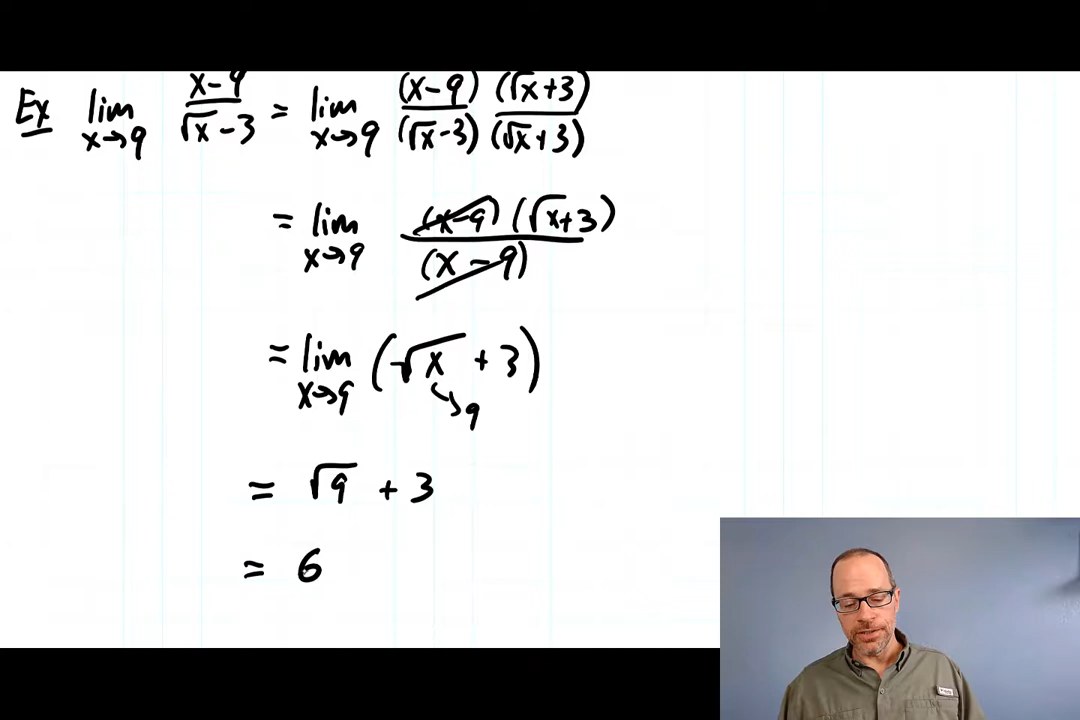 Ex lim x→9 (x-9)/(√x - 3) = lim x→9 (x-9)(√x+3)/(√x-3)(√x+3)
= lim x→9 (x-9)(√x+3)/(x-9)
= lim x→9 (√x + 3)
→9
= √9 + 3
= 6